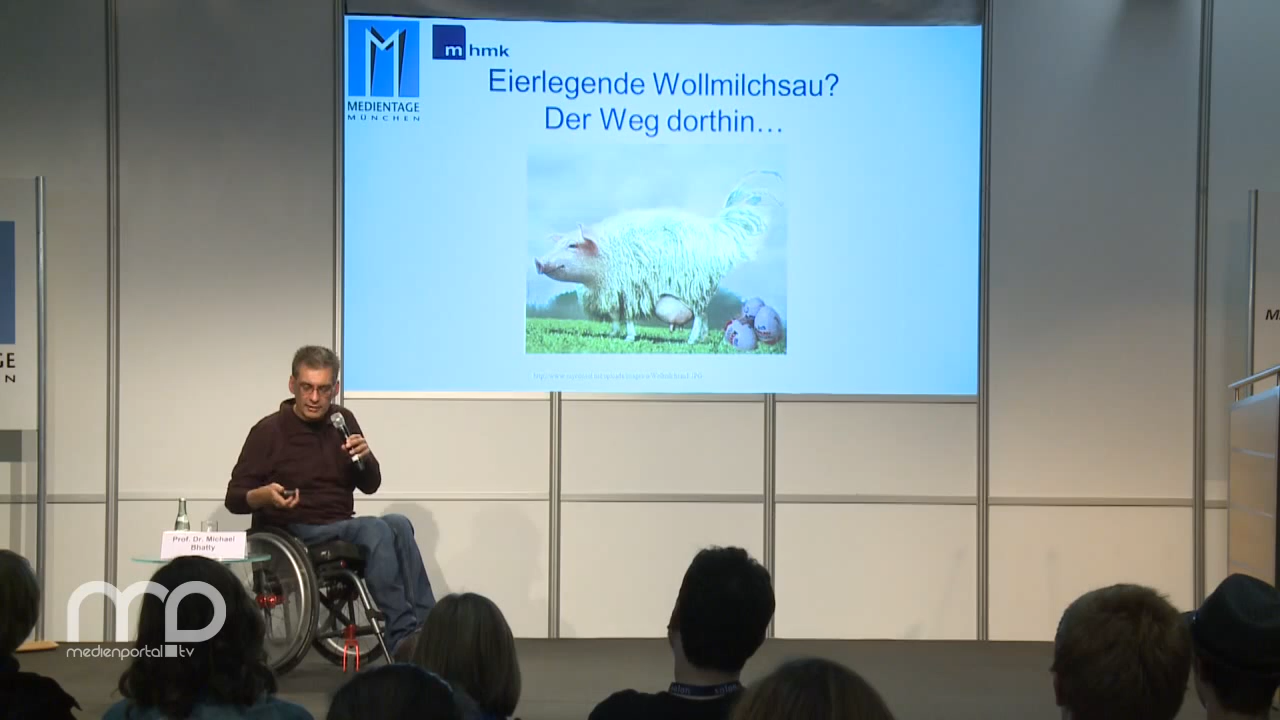 MEDIENTAGE
MÜNCHEN
m hmk
Eierlegende Wollmilchsau?
Der Weg dorthin…
Prof. Dr. Michael
Bhatty
medienportal.tv